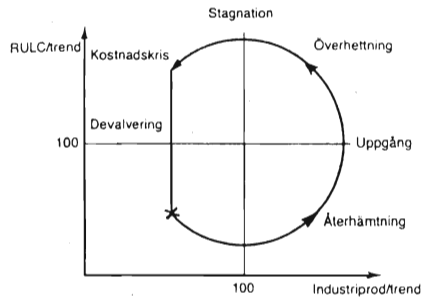 Stagnation
RULC/trend
Kostnadskris
Överhettning
Devalvering
100
Uppgång
Återhämtning
100
Industriprod/trend